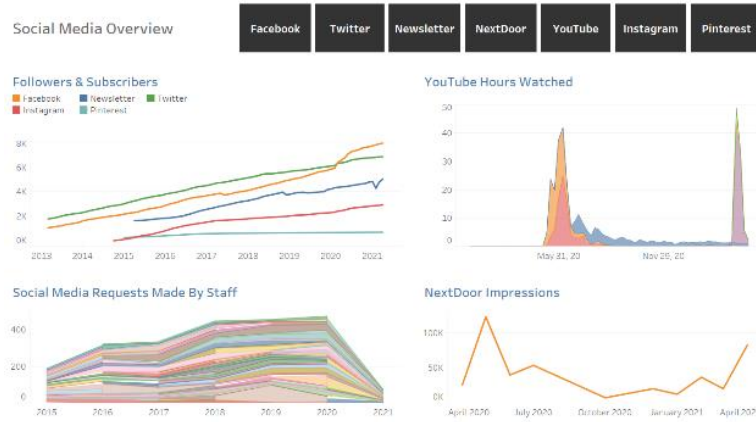 Social Media Overview
Facebook
Twitter
Newsletter
NextDoor
YouTube
Instagram
Pinterest
Followers & Subscribers
Facebook Newsletter Twitter
Instagram Pinterest
8K
6K
4K
2K
0K
2013 2014 2015 2016 2017 2018 2019 2020 2021
YouTube Hours Watched
50
40
30
20
10
0
May 31, 20 Nov 29, 20
Social Media Requests Made By Staff
400
200
0
2015 2016 2017 2018 2019 2020 2021
NextDoor Impressions
100K
50K
0K
April 2020 July 2020 October 2020 January 2021 April 202